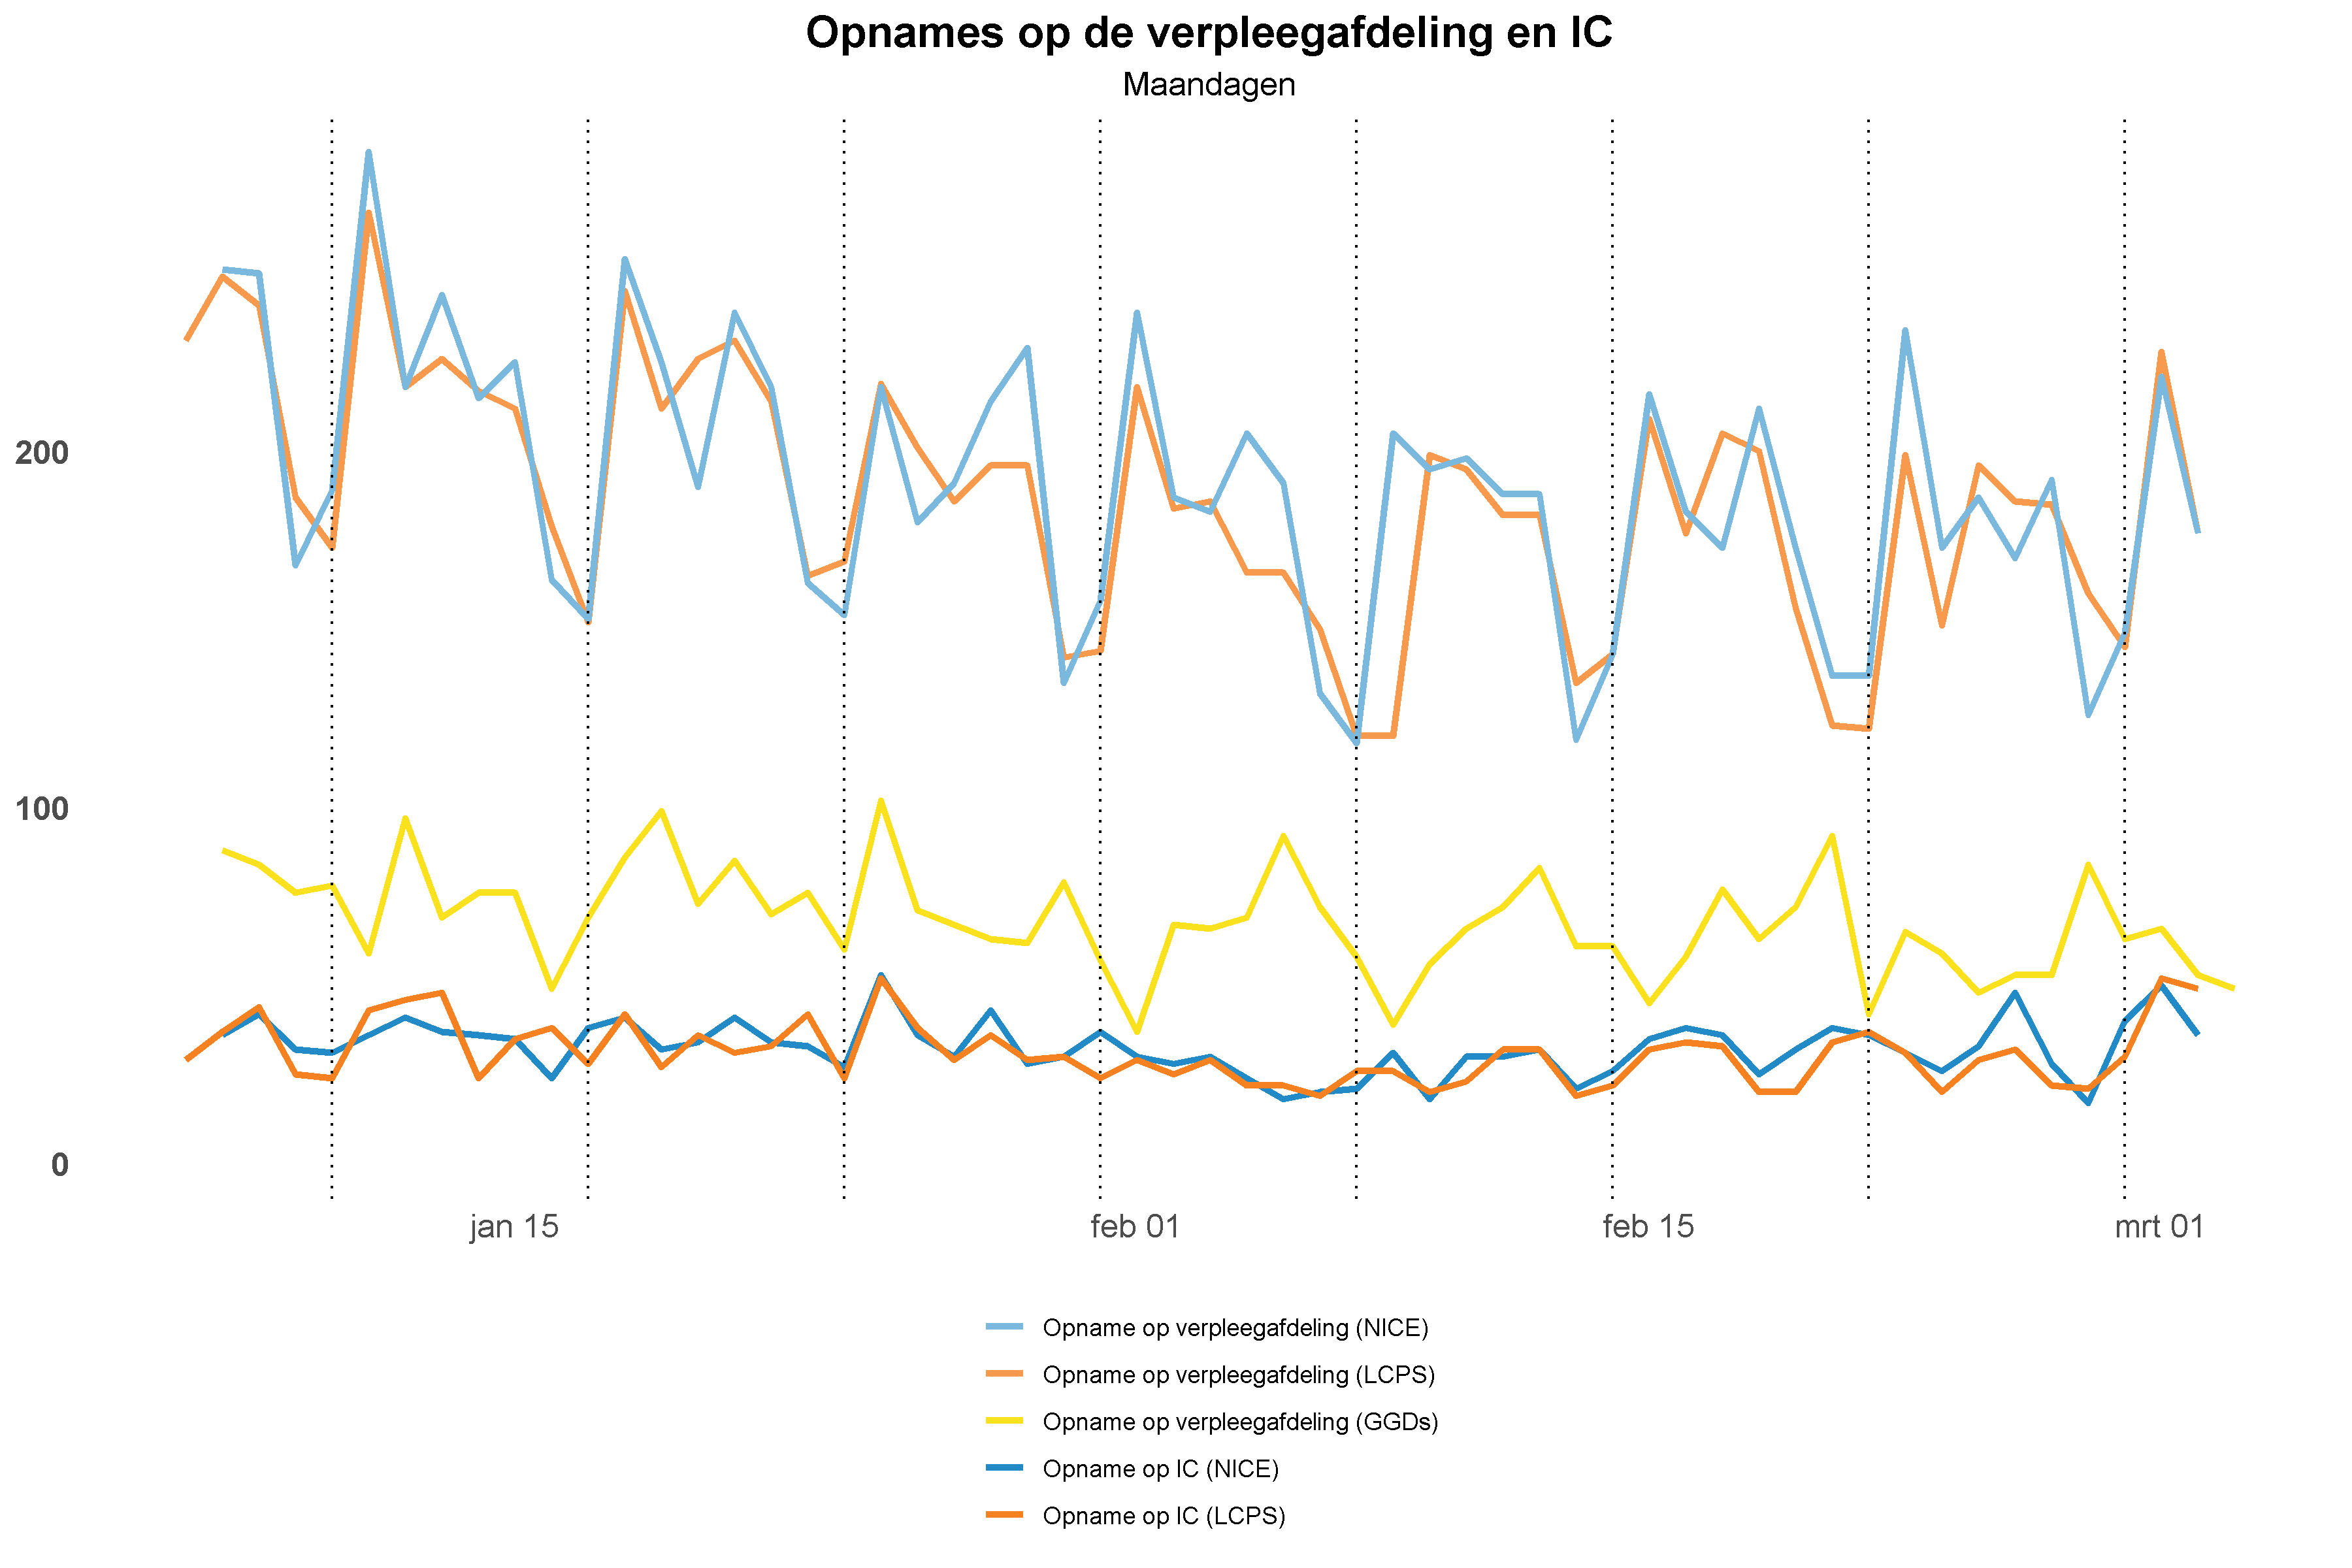 Opnames op de verpleegafdeling en IC
Maandagen
200
100
0
jan 15
feb 01
feb 15
mrt 01
Opname op verpleegafdeling (NICE)
Opname op verpleegafdeling (LCPS)
Opname op verpleegafdeling (GGDs)
Opname op IC (NICE)
Opname op IC (LCPS)